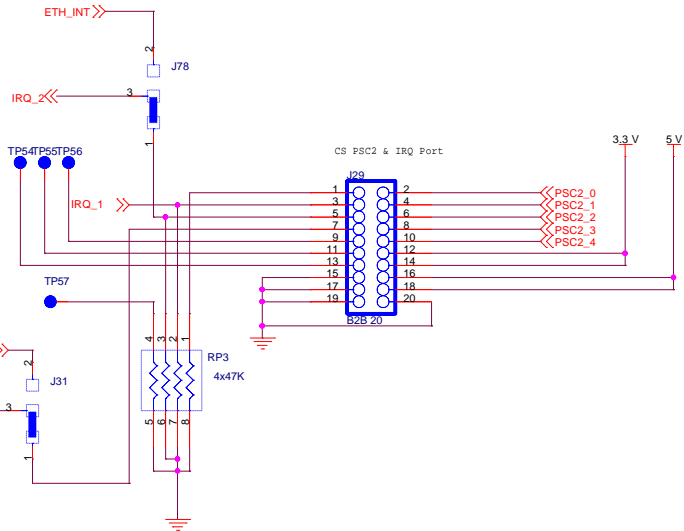 ETH_INT
2
J78
3
IRQ_2
1
TP54 TP55 TP56
CS PSC2 & IRQ Port
3.3 V
5 V
J29
IRQ_1
1 2 PSC2_0
3 4 PSC2_1
5 6 PSC2_2
7 8 PSC2_3
9 10 PSC2_4
11 12
13 14
15 16
17 18
19 20
B2B 20
TP57
4 3 2 1
RP3
4x47K
5 6 7 8
2
J31
3
1